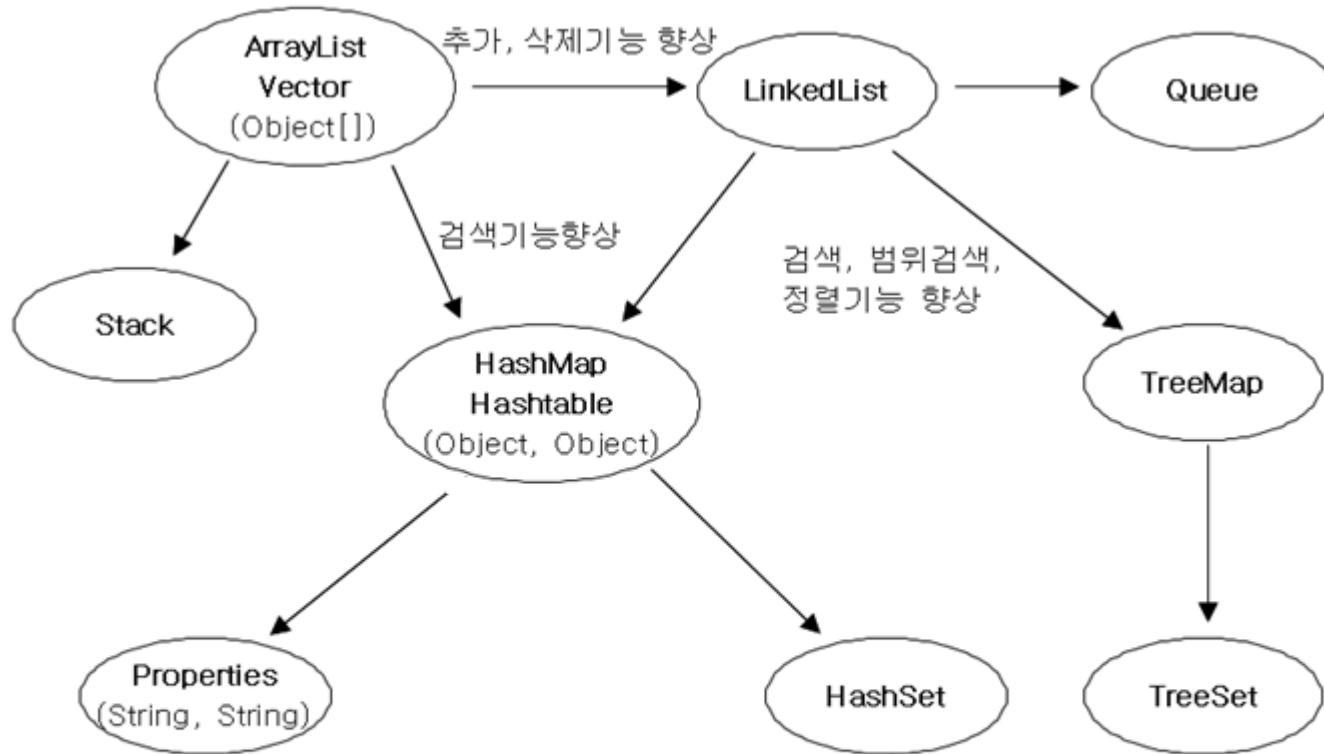 ArrayList
Vector
(Object[])
추가, 삭제기능 향상
LinkedList
Queue
검색기능향상
검색, 범위검색,
정렬기능 향상
Stack
HashMap
Hashtable
(Object, Object)
TreeMap
Properties
(String, String)
HashSet
TreeSet